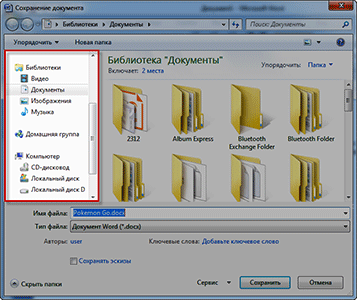 Сохранение документа
Библиотеки ▸ Документы ▸
Поиск: Документы
Упорядочить
Новая папка
Библиотеки
Видео
Документы
Изображения
Музыка
Домашняя группа
Компьютер
CD-дисковод
Локальный диск
Локальный диск D
Библиотека "Документы"
Включает: 2 места
Упорядочить: Папка
2312
Album Express
Bluetooth Exchange Folder
Bluetooth Folder
Имя файла: Pokemon Go.docx
Тип файла: Документ Word (*.docx)
Авторы: user
Ключевые слова: Добавьте ключевое слово
Сохранять эскизы
Скрыть папки
Сервис
Сохранить
Отмена